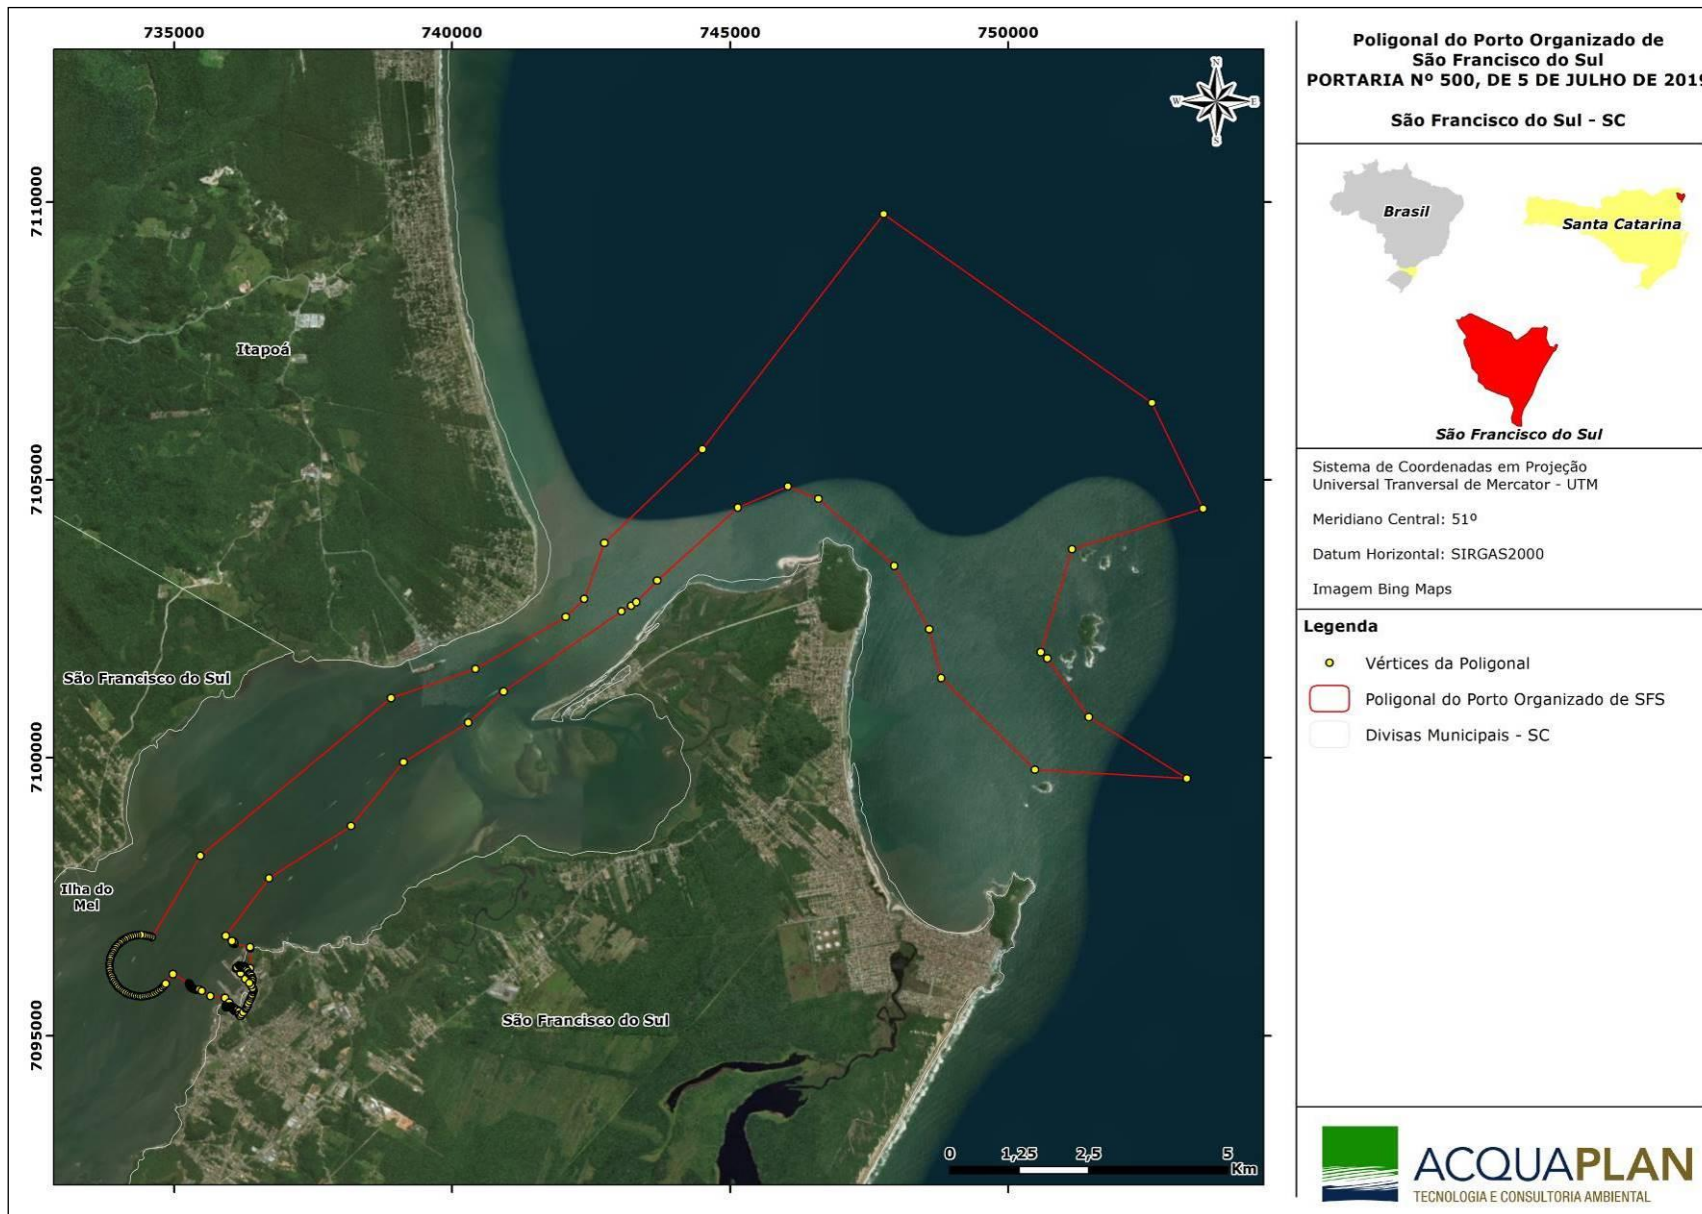 735000
740000
745000
750000
7110000
7105000
7100000
7095000
N
W
E
S
Itapoá
São Francisco do Sul
Ilha do
Mel
São Francisco do Sul
0
1,25
2,5
5
Km
Poligonal do Porto Organizado de
São Francisco do Sul
PORTARIA Nº 500, DE 5 DE JULHO DE 2019
São Francisco do Sul - SC
Brasil
Santa Catarina
São Francisco do Sul
Sistema de Coordenadas em Projeção
Universal Tranversal de Mercator - UTM
Meridiano Central: 51º
Datum Horizontal: SIRGAS2000
Imagem Bing Maps
Legenda
Vértices da Poligonal
Poligonal do Porto Organizado de SFS
Divisas Municipais - SC
ACQUAPLAN
TECNOLOGIA E CONSULTORIA AMBIENTAL